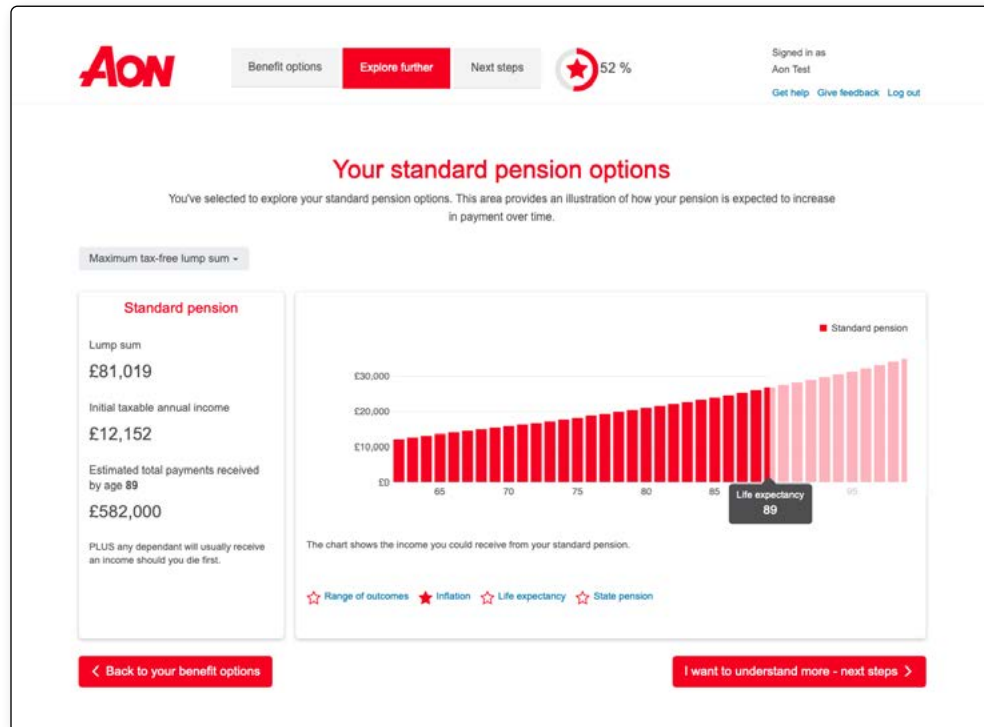 AON
Benefit options
Explore further
Next steps
52 %
Signed in as
Aon Test
Get help Give feedback Log out
Your standard pension options
You've selected to explore your standard pension options. This area provides an illustration of how your pension is expected to increase
in payment over time.
Maximum tax-free lump sum
Standard pension
Lump sum
£81,019
Initial taxable annual income
£12,152
Estimated total payments received
by age 89
£582,000
PLUS any dependant will usually receive
an income should you die first.
Standard pension
£30,000
£20,000
£10,000
£0
65 70 75 80 85 95
Life expectancy
89
The chart shows the income you could receive from your standard pension.
Range of outcomes Inflation Life expectancy State pension
Back to your benefit options
I want to understand more - next steps